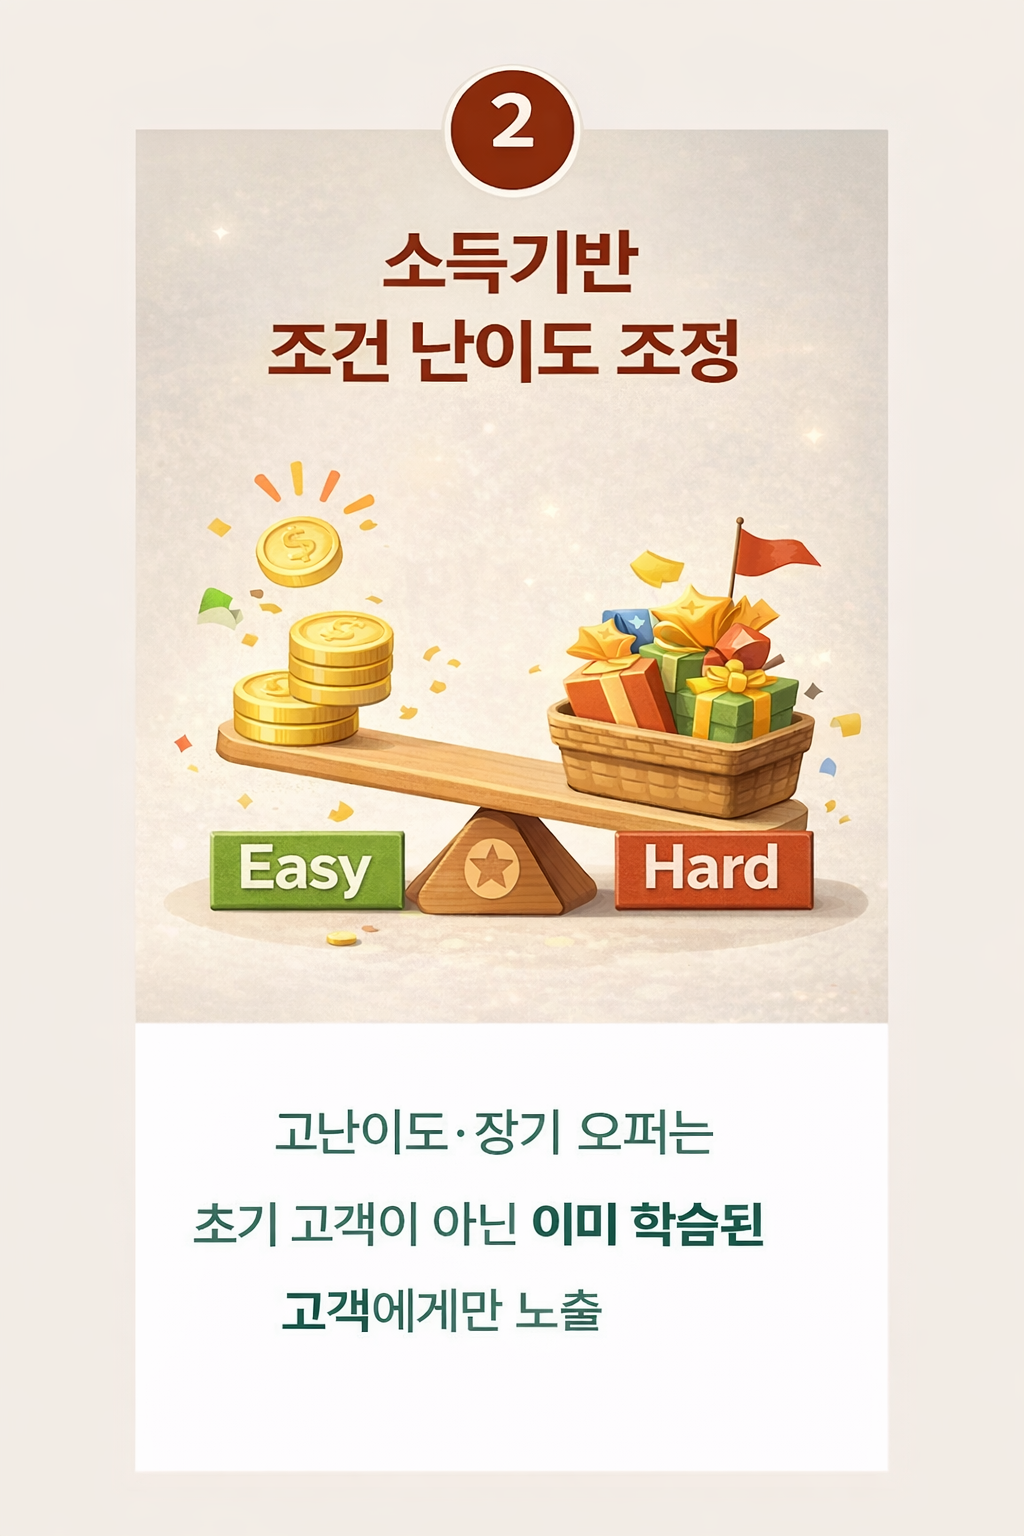 2
소득기반
조건 난이도 조정
Easy
Hard
고난이도·장기 오퍼는
초기 고객이 아닌 이미 학습된
고객에게만 노출